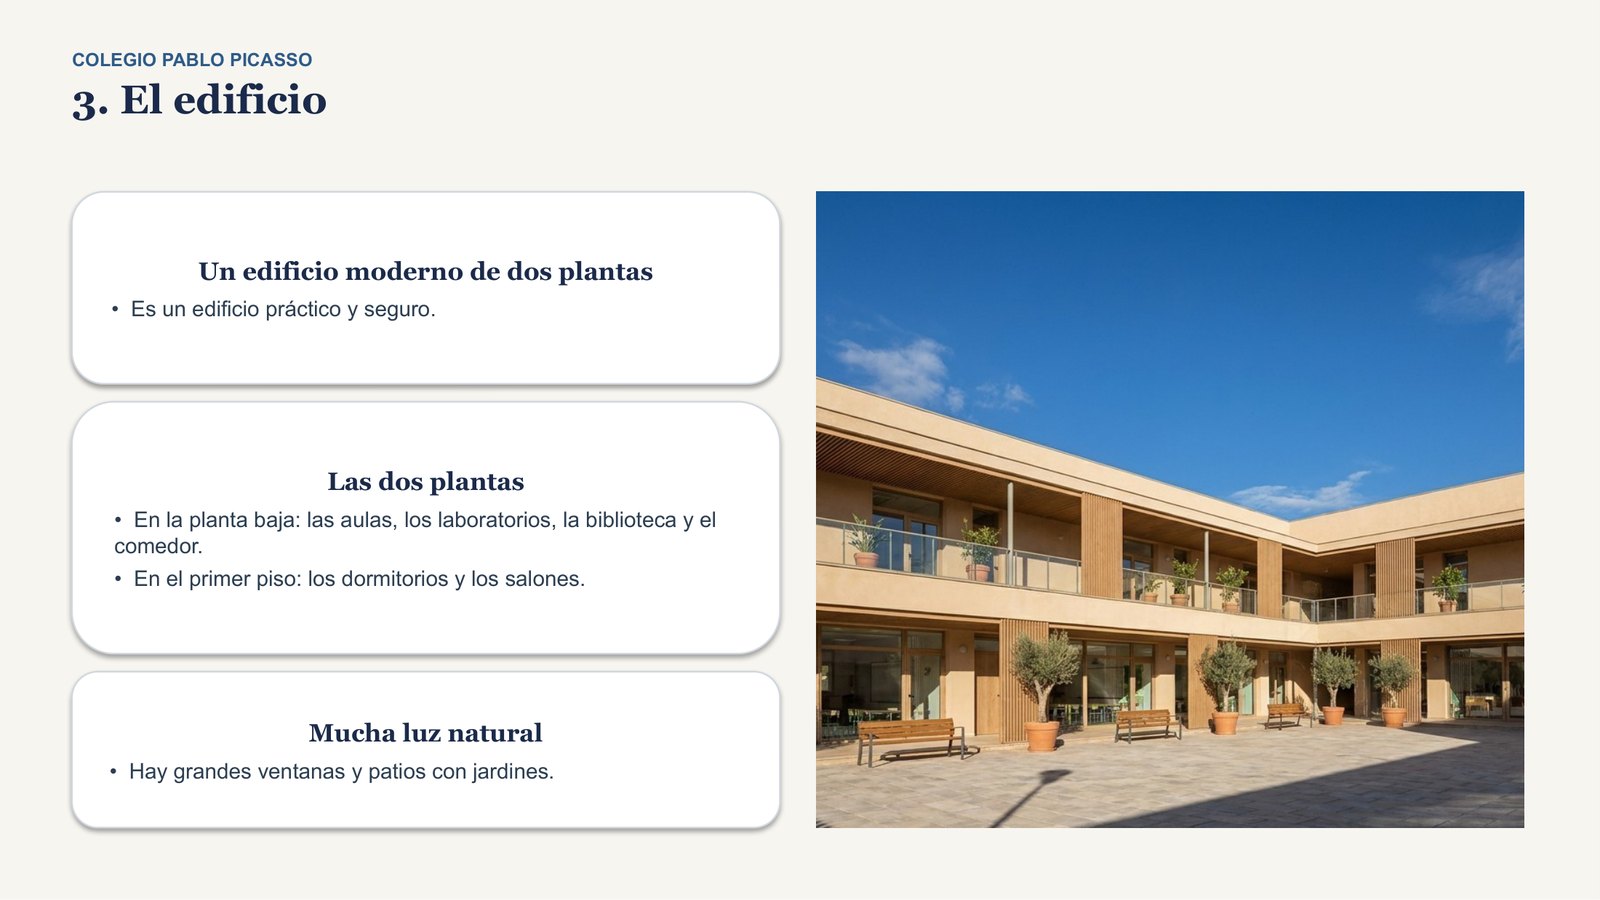 COLEGIO PABLO PICASSO
3. El edificio
Un edificio moderno de dos plantas
• Es un edificio práctico y seguro.
Las dos plantas
• En la planta baja: las aulas, los laboratorios, la biblioteca y el
comedor.
• En el primer piso: los dormitorios y los salones.
Mucha luz natural
• Hay grandes ventanas y patios con jardines.